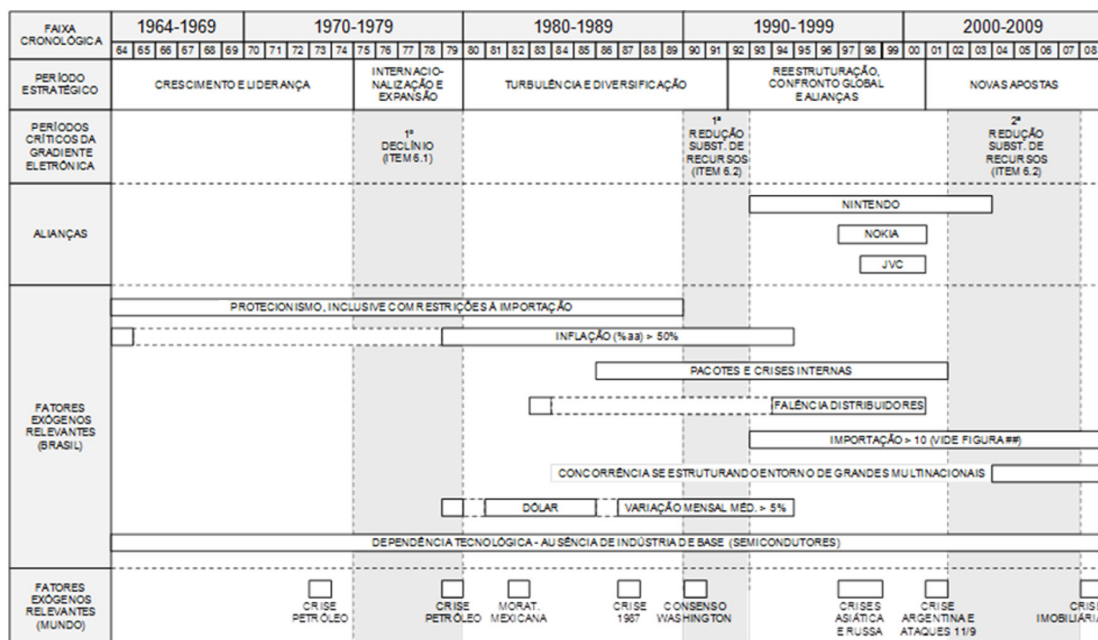 FAIXA
CRONOLÓGICA
1964-1969 1970-1979 1980-1989 1990-1999 2000-2009
64 65 66 67 68 69 70 71 72 73 74 75 76 77 78 79 80 81 82 83 84 85 86 87 88 89 90 91 92 93 94 95 96 97 98 99 00 01 02 03 04 05 06 07 08
PERÍODO
ESTRATÉGICO
CRESCIMENTO E LIDERANÇA
INTERNACIO-
NALIZAÇÃO E
EXPANSÃO
TURBULÊNCIA E DIVERSIFICAÇÃO
REESTRUTURAÇÃO,
CONFRONTO GLOBAL
E ALIANÇAS
NOVAS APOSTAS
PERÍODOS
CRÍTICOS DA
GRADIENTE
ELETRÔNICA
1º
DECLÍNIO
(ITEM 6.1)
1ª
REDUÇÃO
SUBST. DE
RECURSOS
(ITEM 6.2)
2ª
REDUÇÃO
SUBST. DE
RECURSOS
(ITEM 6.2)
ALIANÇAS
NINTENDO
NOKIA
JVC
FATORES
EXÓGENOS
RELEVANTES
(BRASIL)
PROTECIONISMO, INCLUSIVE COM RESTRIÇÕES À IMPORTAÇÃO
INFLAÇÃO (%aa) > 50%
PACOTES E CRISES INTERNAS
FALÊNCIA DISTRIBUIDORES
IMPORTAÇÃO > 10 (VIDE FIGURA ##)
CONCORRÊNCIA SE ESTRUTURANDO ENTORNO DE GRANDES MULTINACIONAIS
DÓLAR VARIAÇÃO MENSAL MÉD. > 5%
DEPENDÊNCIA TECNOLÓGICA - AUSÊNCIA DE INDÚSTRIA DE BASE (SEMICONDUTORES)
FATORES
EXÓGENOS
RELEVANTES
(MUNDO)
CRISE
PETRÓLEO
CRISE
PETRÓLEO
MORAT.
MEXICANA
CRISE
1987
CONSENSO
WASHINGTON
CRISES
ASIÁTICA
E RUSSA
CRISE
ARGENTINA E
ATAQUES 11/9
CRIS
IMOBILIÁRIA